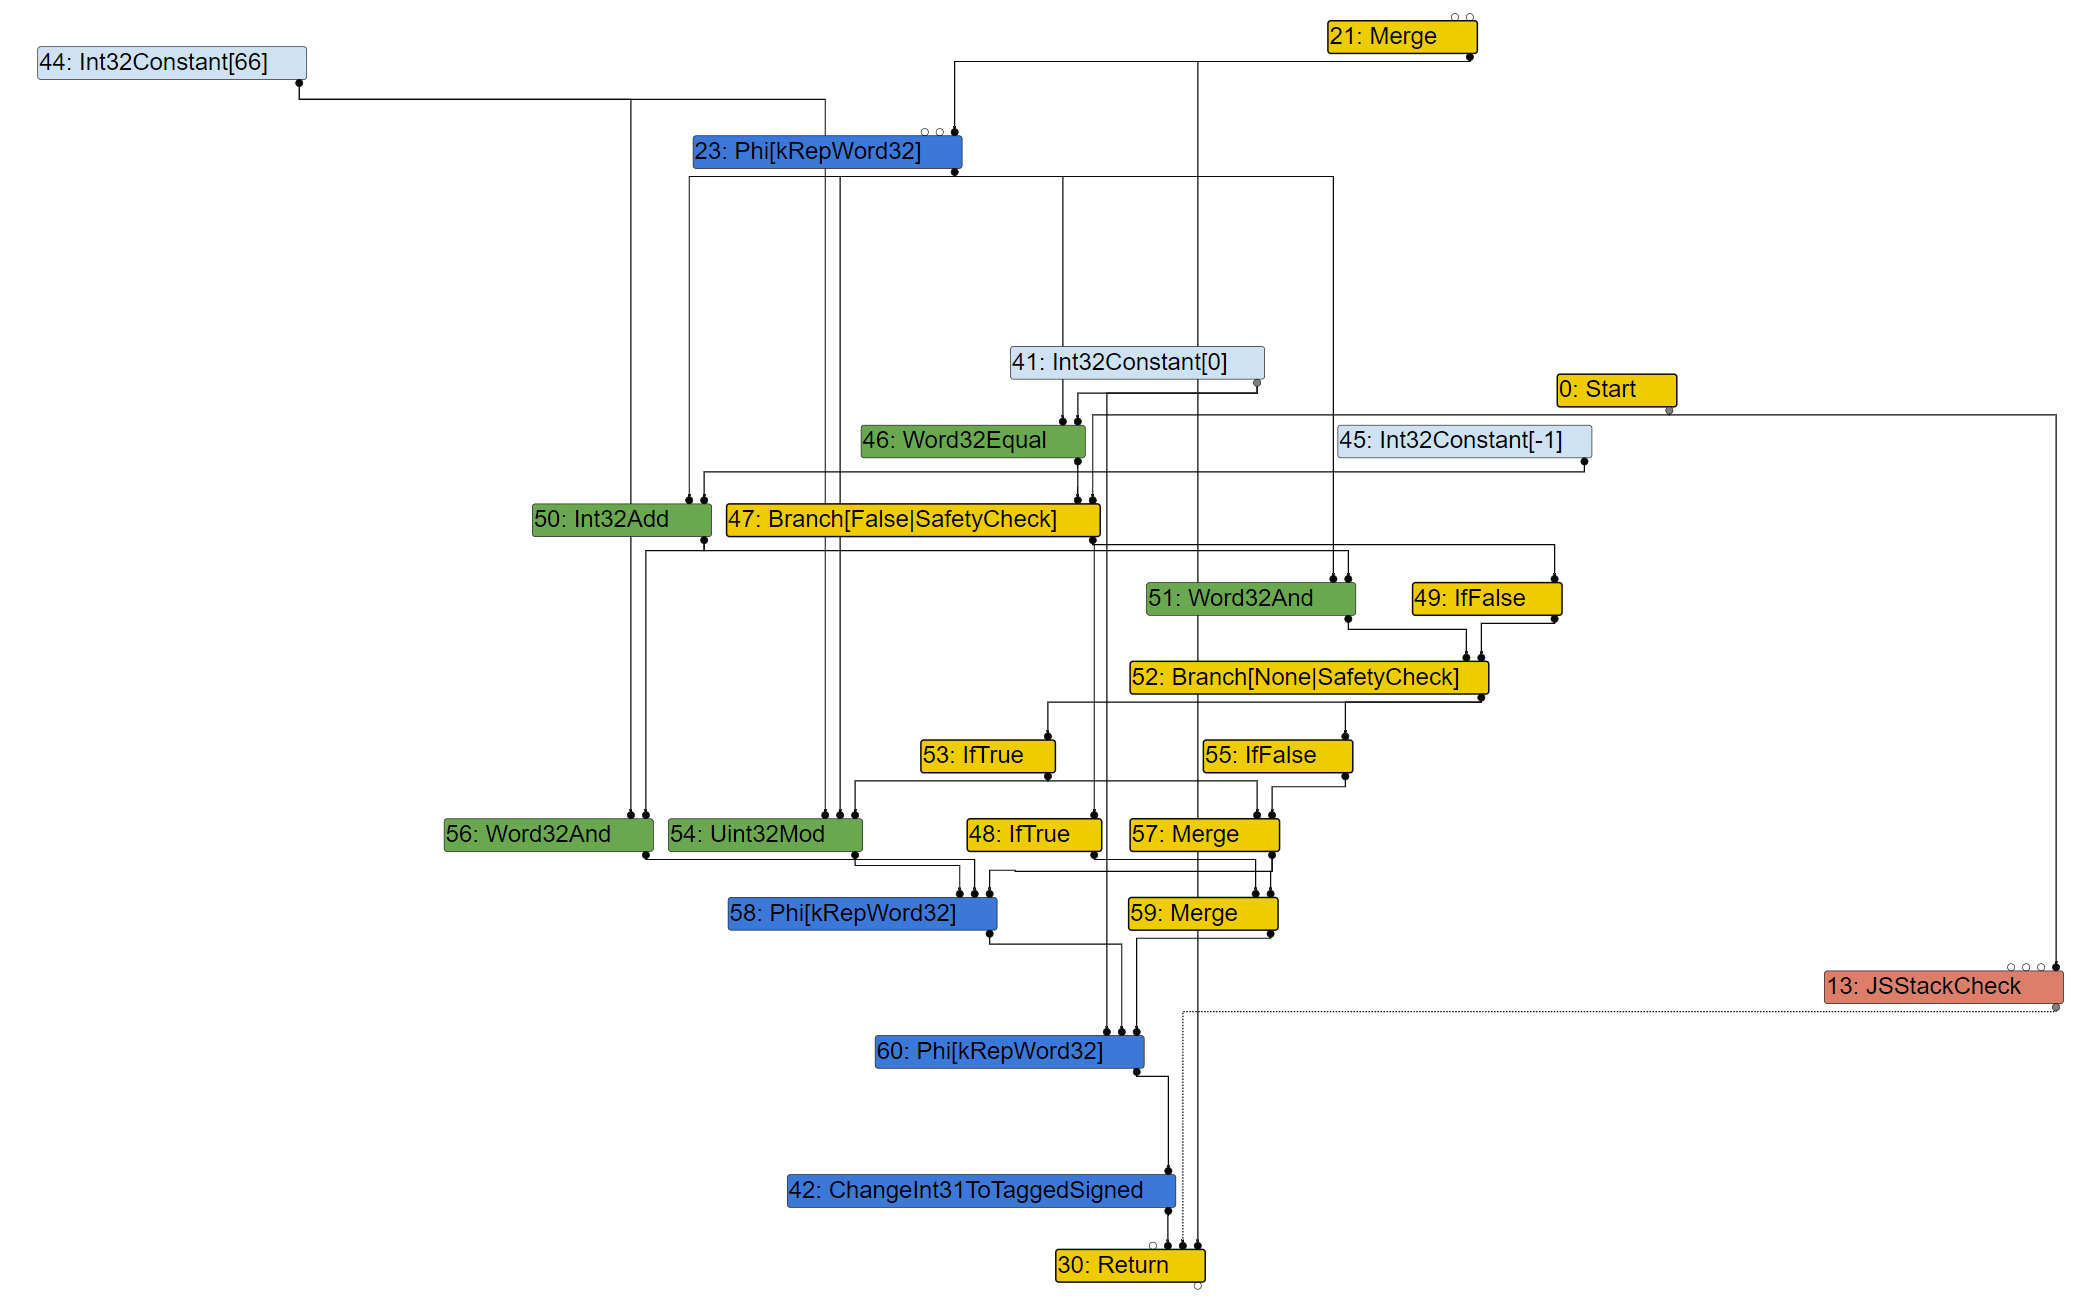 21: Merge
44: Int32Constant[66]
23: Phi[kRepWord32]
41: Int32Constant[0]
0: Start
46: Word32Equal
45: Int32Constant[-1]
50: Int32Add
47: Branch[False|SafetyCheck]
51: Word32And
49: IfFalse
52: Branch[None|SafetyCheck]
53: IfTrue
55: IfFalse
56: Word32And
54: Uint32Mod
48: IfTrue
57: Merge
58: Phi[kRepWord32]
59: Merge
13: JSStackCheck
60: Phi[kRepWord32]
42: ChangeInt31ToTaggedSigned
30: Return